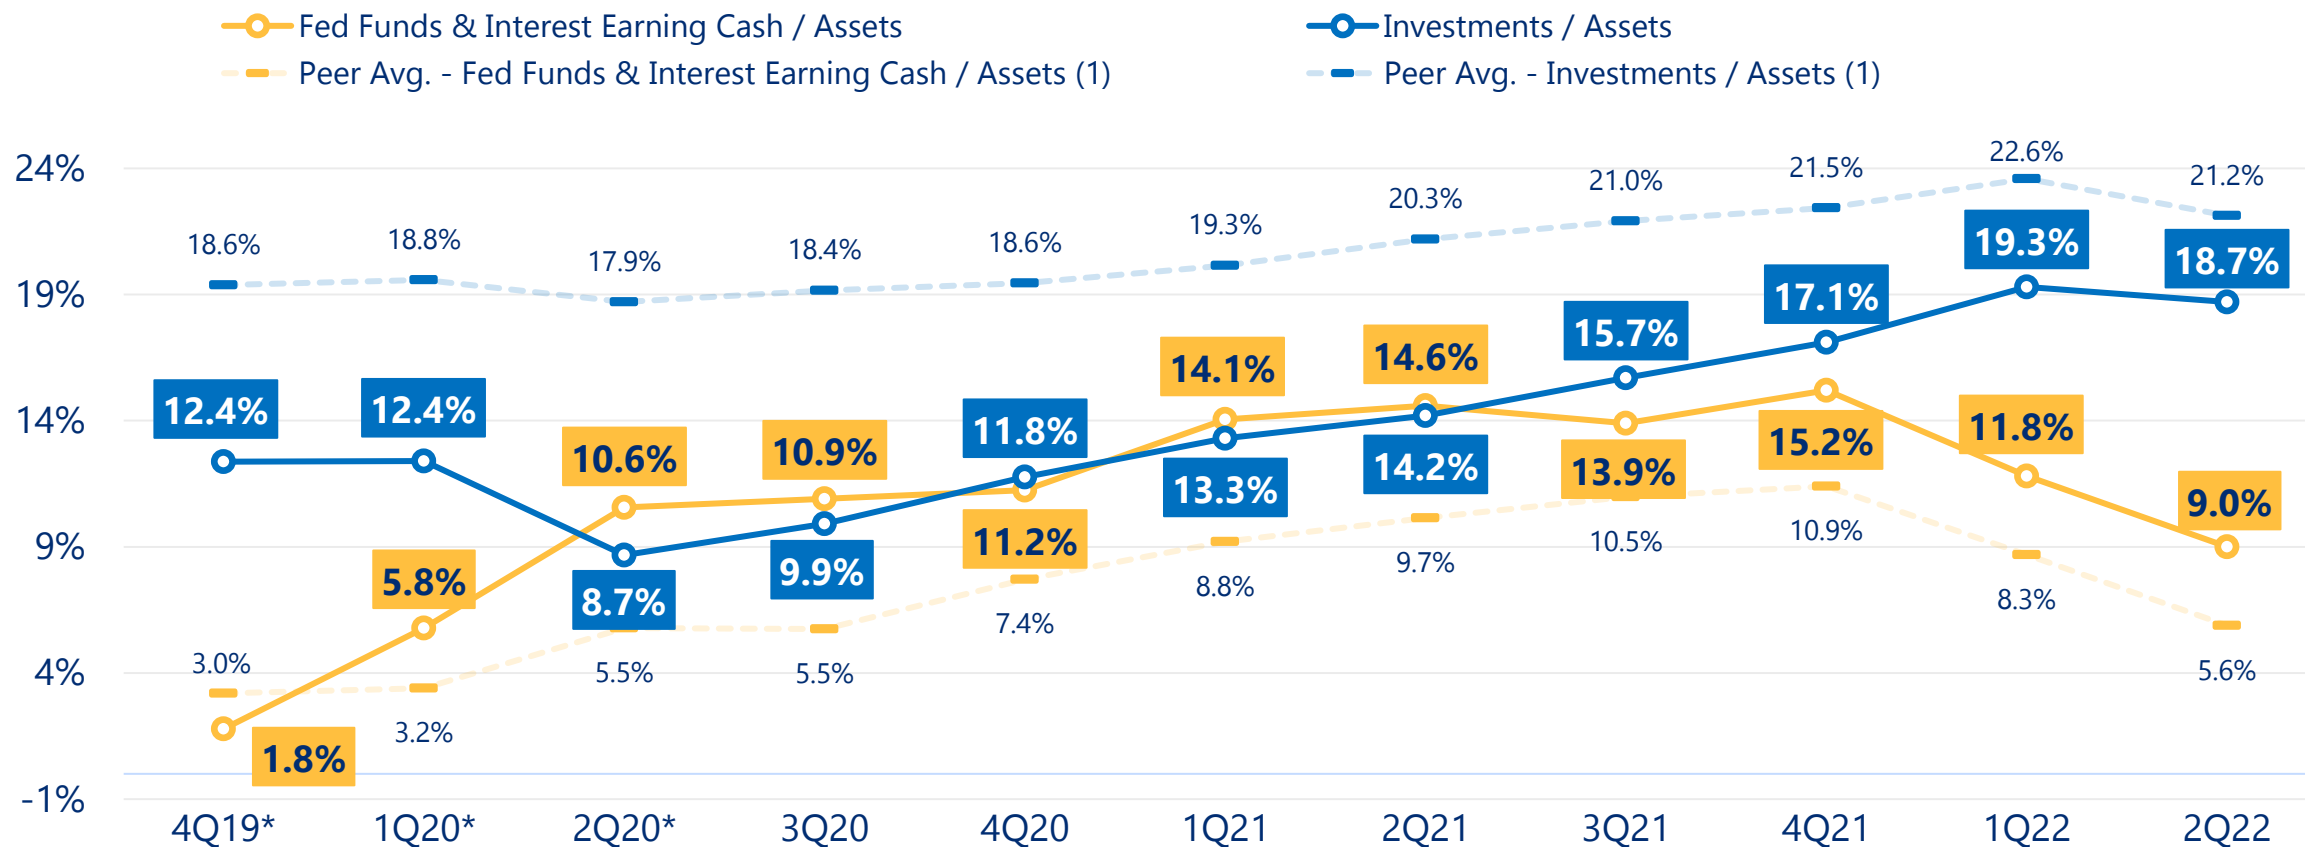 Fed Funds & Interest Earning Cash / Assets
Investments / Assets
Peer Avg. - Fed Funds & Interest Earning Cash / Assets (1)
Peer Avg. - Investments / Assets (1)
24%
19%
14%
9%
4%
-1%
18.6% 18.8% 17.9% 18.4% 18.6% 19.3% 20.3% 21.0% 21.5% 22.6% 21.2%
12.4% 12.4% 8.7% 9.9% 11.8% 13.3% 14.2% 15.7% 17.1% 19.3% 18.7%
1.8% 5.8% 10.6% 10.9% 11.2% 14.1% 14.6% 13.9% 15.2% 11.8% 9.0%
3.0% 3.2% 5.5% 5.5% 7.4% 8.8% 9.7% 10.5% 10.9% 8.3% 5.6%
4Q19* 1Q20* 2Q20* 3Q20 4Q20 1Q21 2Q21 3Q21 4Q21 1Q22 2Q22